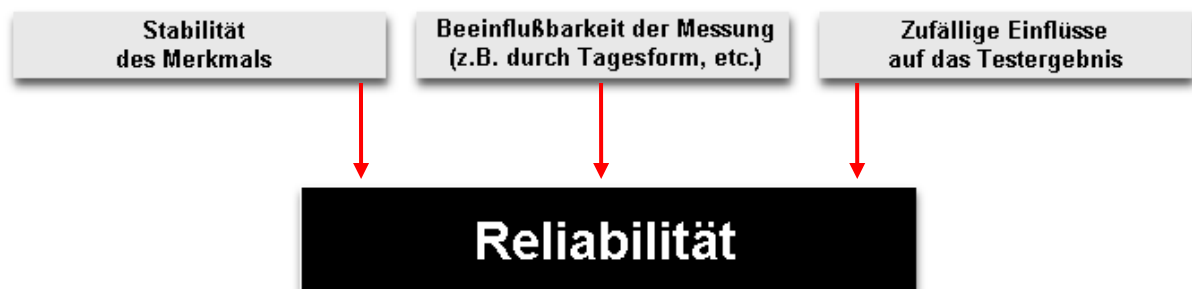 Stabilität
des Merkmals
Beeinflußbarkeit der Messung
(z.B. durch Tagesform, etc.)
Zufällige Einflüsse
auf das Testergebnis
Reliabilität